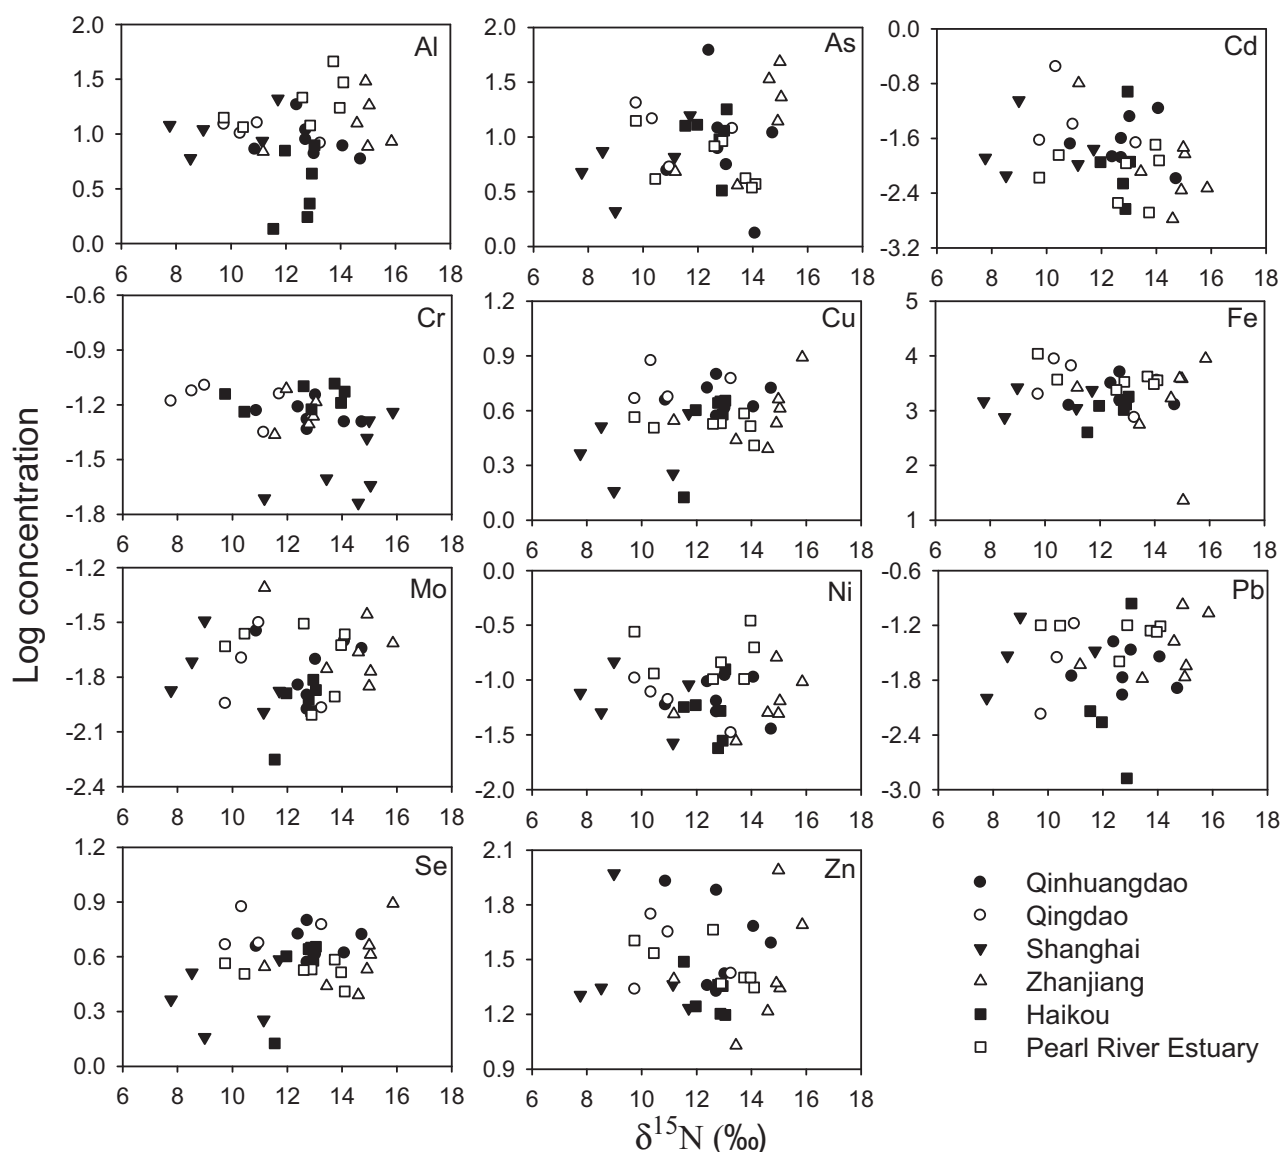 Log concentration
Al
2.0
1.5
1.0
0.5
0.0
6 8 10 12 14 16 18
As
2.0
1.5
1.0
0.5
0.0
6 8 10 12 14 16 18
Cd
0.0
-0.8
-1.6
-2.4
-3.2
6 8 10 12 14 16 18
Cr
-0.6
-0.9
-1.2
-1.5
-1.8
6 8 10 12 14 16 18
Cu
1.2
0.9
0.6
0.3
0.0
6 8 10 12 14 16 18
Fe
5
4
3
2
1
6 8 10 12 14 16 18
Mo
-1.2
-1.5
-1.8
-2.1
-2.4
6 8 10 12 14 16 18
Ni
0.0
-0.5
-1.0
-1.5
-2.0
6 8 10 12 14 16 18
Pb
-0.6
-1.2
-1.8
-2.4
-3.0
6 8 10 12 14 16 18
Se
1.2
0.9
0.6
0.3
0.0
6 8 10 12 14 16 18
Zn
2.1
1.8
1.5
1.2
0.9
6 8 10 12 14 16 18
Qinhuangdao
Qingdao
Shanghai
Zhanjiang
Haikou
Pearl River Estuary
δ¹⁵N (‰)